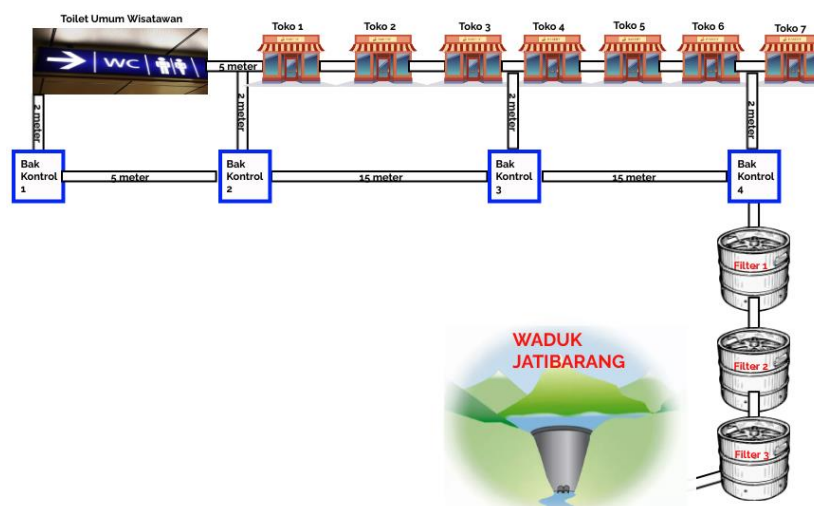 Toilet Umum Wisatawan
Toko 1
Toko 2
Toko 3
Toko 4
Toko 5
Toko 6
Toko 7
WC
5 meter
2 meter
2 meter
2 meter
2 meter
Bak
Kontrol
1
5 meter
Bak
Kontrol
2
15 meter
Bak
Kontrol
3
15 meter
Bak
Kontrol
4
Filter 1
WADUK
JATIBARANG
Filter 2
Filter 3